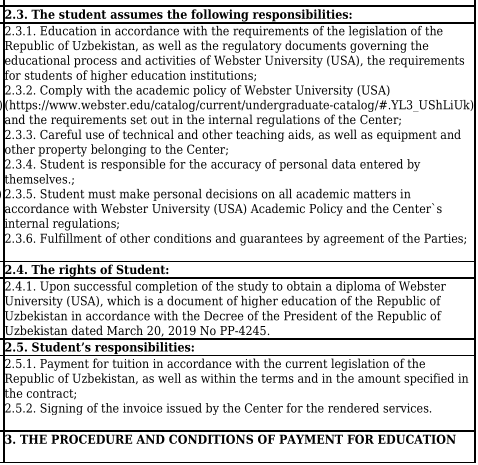 2.3. The student assumes the following responsibilities:
2.3.1. Education in accordance with the requirements of the legislation of the
Republic of Uzbekistan, as well as the regulatory documents governing the
educational process and activities of Webster University (USA), the requirements
for students of higher education institutions;
2.3.2. Comply with the academic policy of Webster University (USA)
)(https://www.webster.edu/catalog/current/undergraduate-catalog/#.YL3_UShLiUk)
and the requirements set out in the internal regulations of the Center;
2.3.3. Careful use of technical and other teaching aids, as well as equipment and
other property belonging to the Center;
2.3.4. Student is responsible for the accuracy of personal data entered by
themselves.;
)2.3.5. Student must make personal decisions on all academic matters in
accordance with Webster University (USA) Academic Policy and the Center`s
internal regulations;
2.3.6. Fulfillment of other conditions and guarantees by agreement of the Parties;
2.4. The rights of Student:
2.4.1. Upon successful completion of the study to obtain a diploma of Webster
University (USA), which is a document of higher education of the Republic of
Uzbekistan in accordance with the Decree of the President of the Republic of
Uzbekistan dated March 20, 2019 No PP-4245.
2.5. Student’s responsibilities:
2.5.1. Payment for tuition in accordance with the current legislation of the
Republic of Uzbekistan, as well as within the terms and in the amount specified in
the contract;
2.5.2. Signing of the invoice issued by the Center for the rendered services.
3. THE PROCEDURE AND CONDITIONS OF PAYMENT FOR EDUCATION